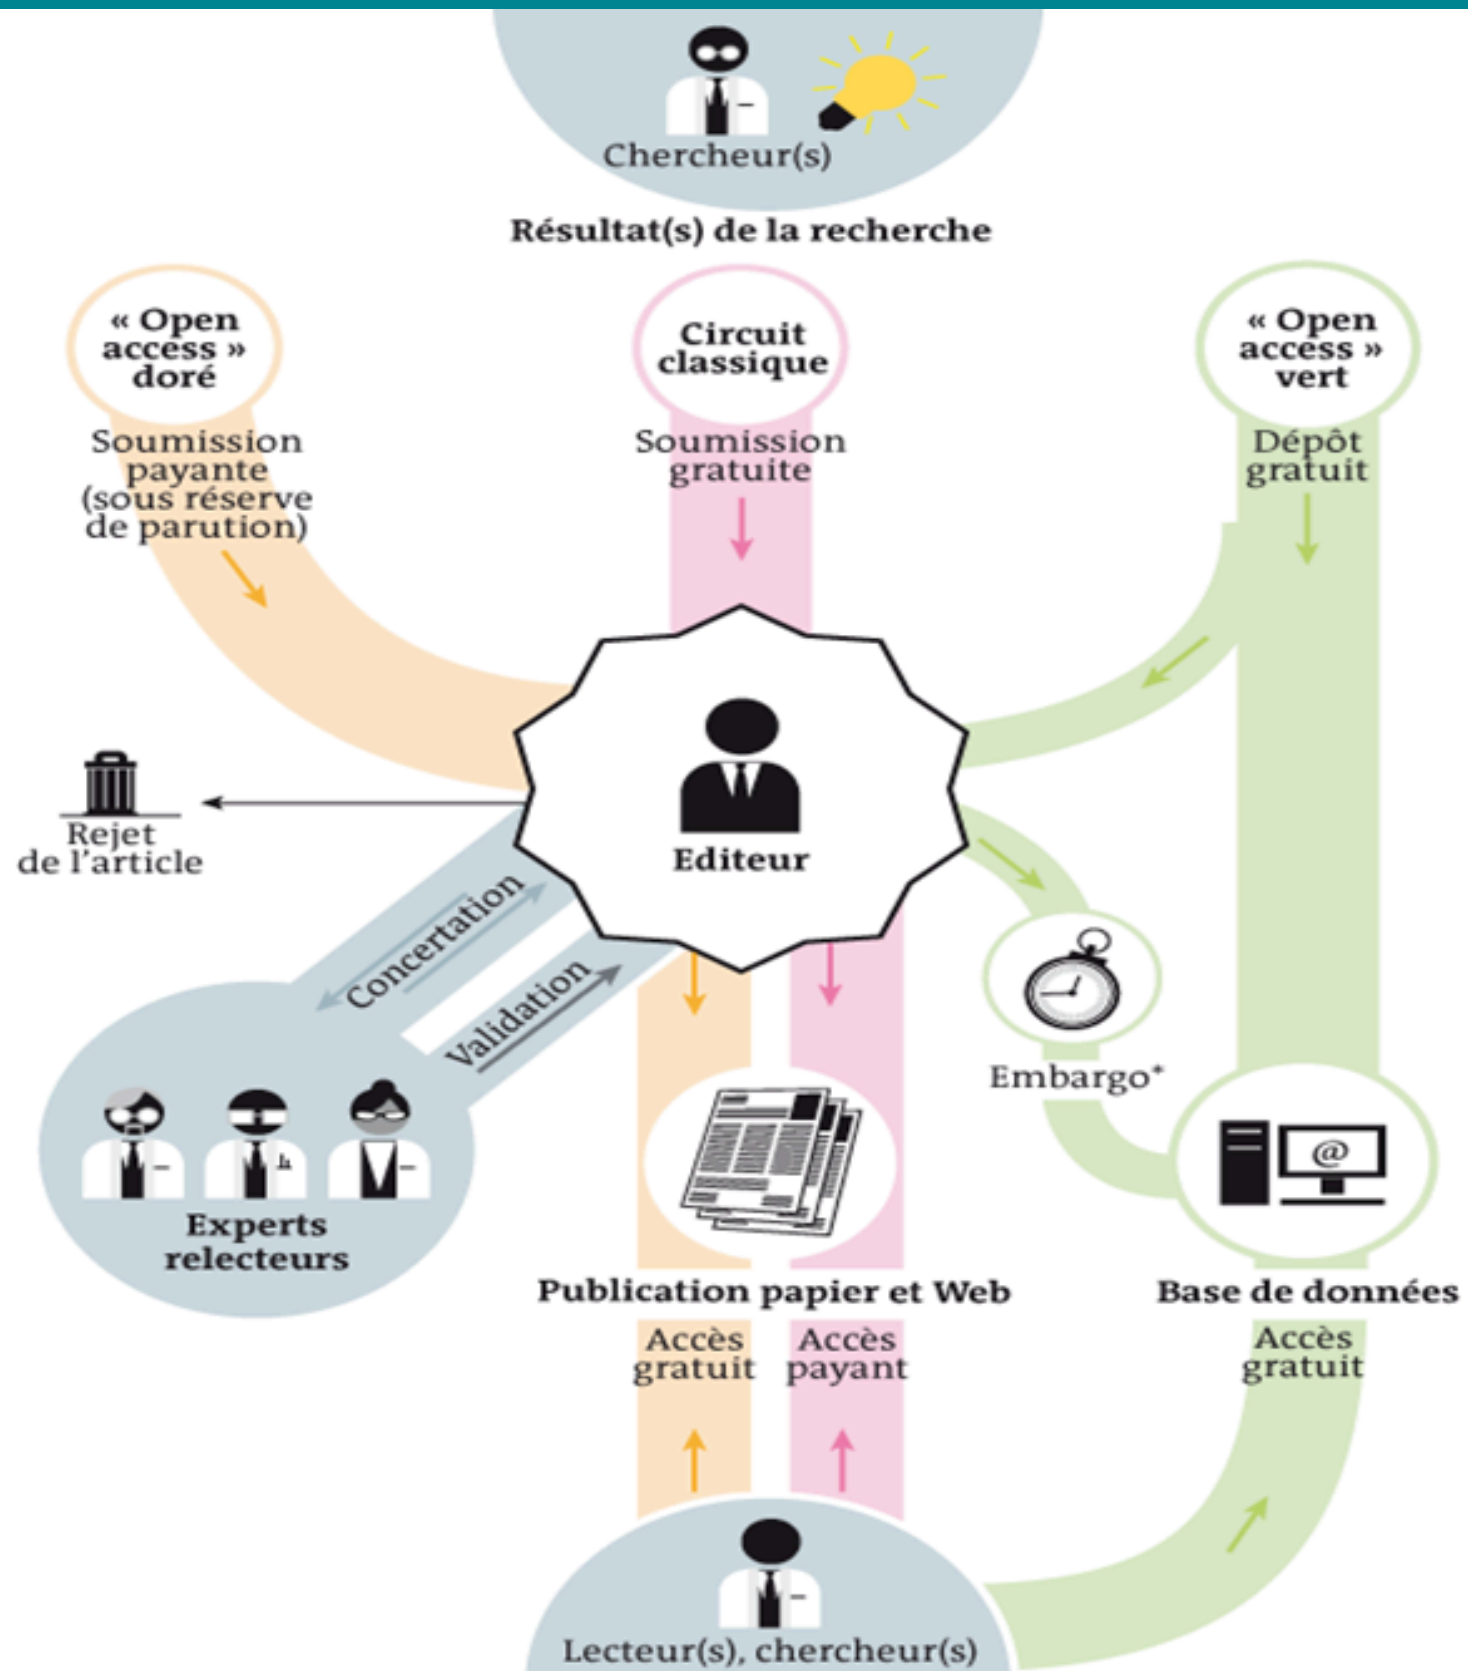 Chercheur(s)
Résultat(s) de la recherche
« Open
access »
doré
Soumission
payante
(sous réserve
de parution)
Circuit
classique
Soumission
gratuite
« Open
access »
vert
Dépôt
gratuit
Editeur
Rejet
de l'article
Concertation
Validation
Experts
relecteurs
Embargo*
@
Publication papier et Web
Base de données
Accès
gratuit
Accès
payant
Accès
gratuit
Lecteur(s), chercheur(s)